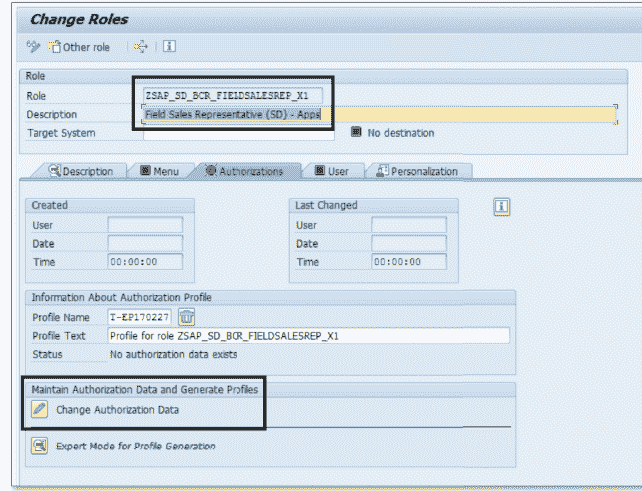 Change Roles
Other role
Role
Role ZSAP_SD_BCR_FIELDSALESREP_X1
Description Field Sales Representative (SD) - Apps
Target System No destination
Description Menu Authorizations User Personalization
Created Last Changed
User User
Date Date
Time 00:00:00 Time 00:00:00
Information About Authorization Profile
Profile Name T-EP170227
Profile Text Profile for role ZSAP_SD_BCR_FIELDSALESREP_X1
Status No authorization data exists
Maintain Authorization Data and Generate Profiles
Change Authorization Data
Expert Mode for Profile Generation